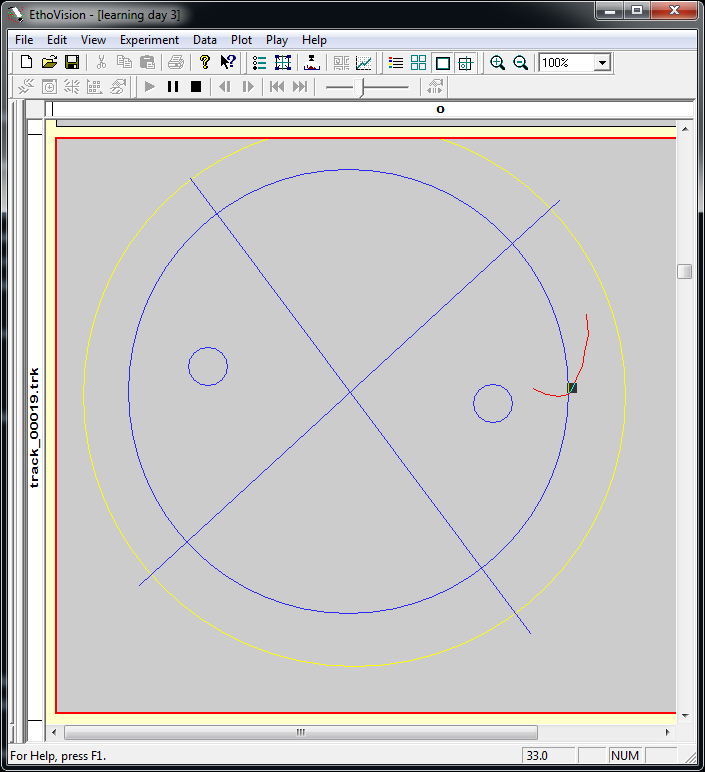 EthoVision - [learning day 3]
File Edit View Experiment Data Plot Play Help
100%
O
track_00019.trk
For Help, press F1.
33.0
NUM